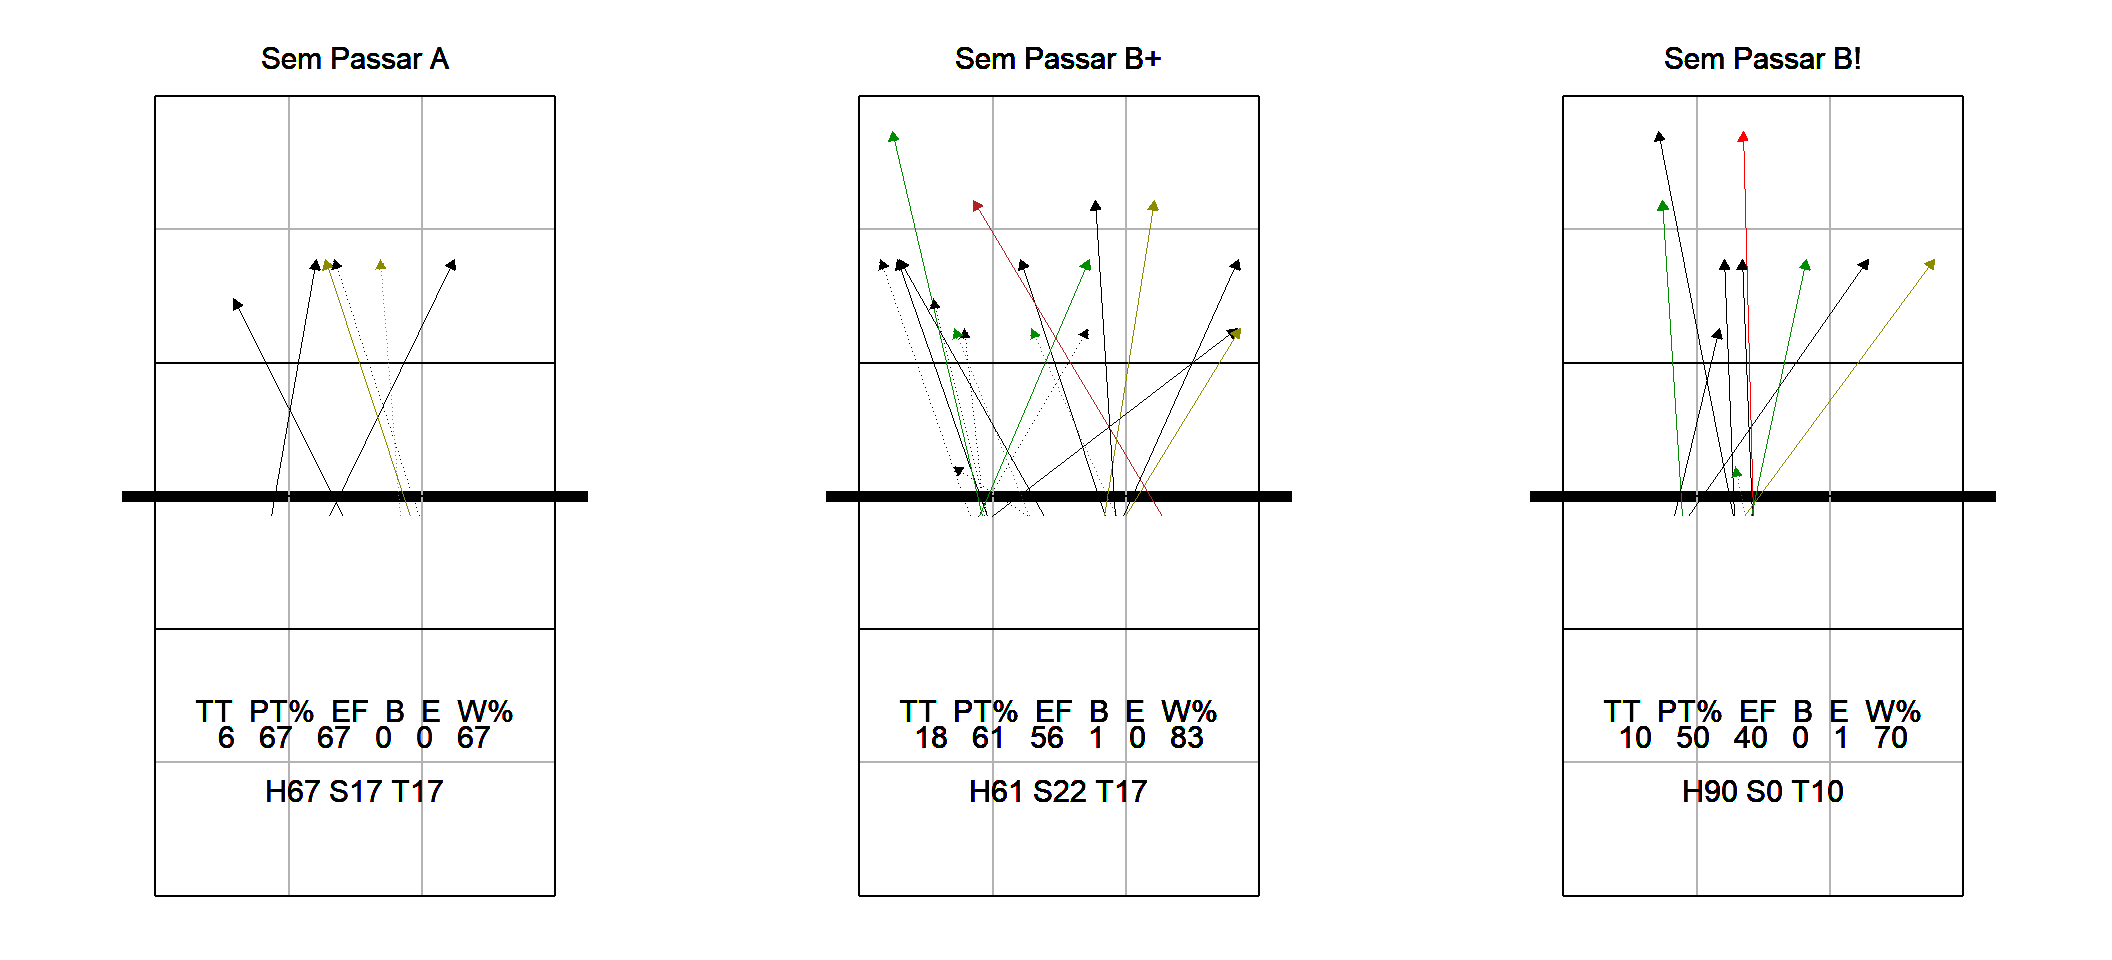 Sem Passar A
Sem Passar B+
Sem Passar B!
TT PT% EF B E W%
6 67 67 0 0 67
H67 S17 T17
TT PT% EF B E W%
18 61 56 1 0 83
H61 S22 T17
TT PT% EF B E W%
10 50 40 0 1 70
H90 S0 T10